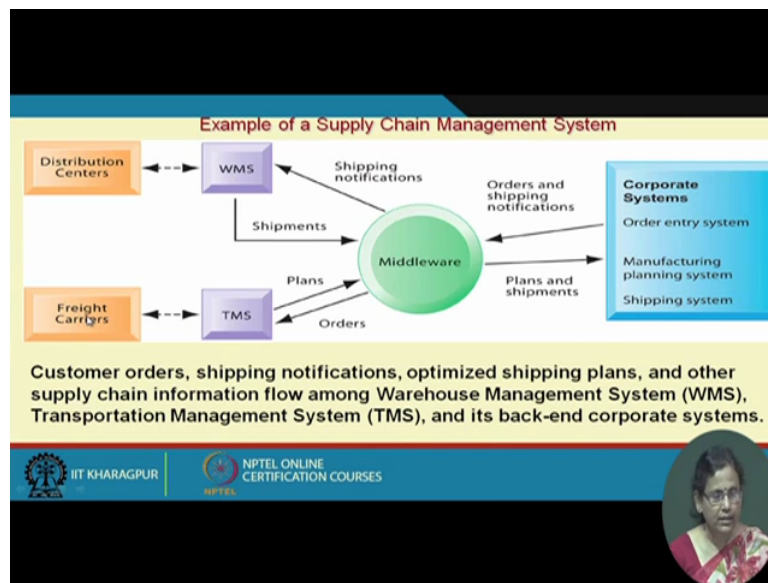 Example of a Supply Chain Management System
Distribution
Centers
WMS
Shipping
notifications
Orders and
shipping
notifications
Corporate
Systems
Order entry system
Manufacturing
planning system
Shipping system
Shipments
Middleware
Plans
Plans and
shipments
Freight
Carriers
TMS
Orders
Customer orders, shipping notifications, optimized shipping plans, and other
supply chain information flow among Warehouse Management System (WMS),
Transportation Management System (TMS), and its back-end corporate systems.
IIT KHARAGPUR
NPTEL
NPTEL ONLINE
CERTIFICATION COURSES